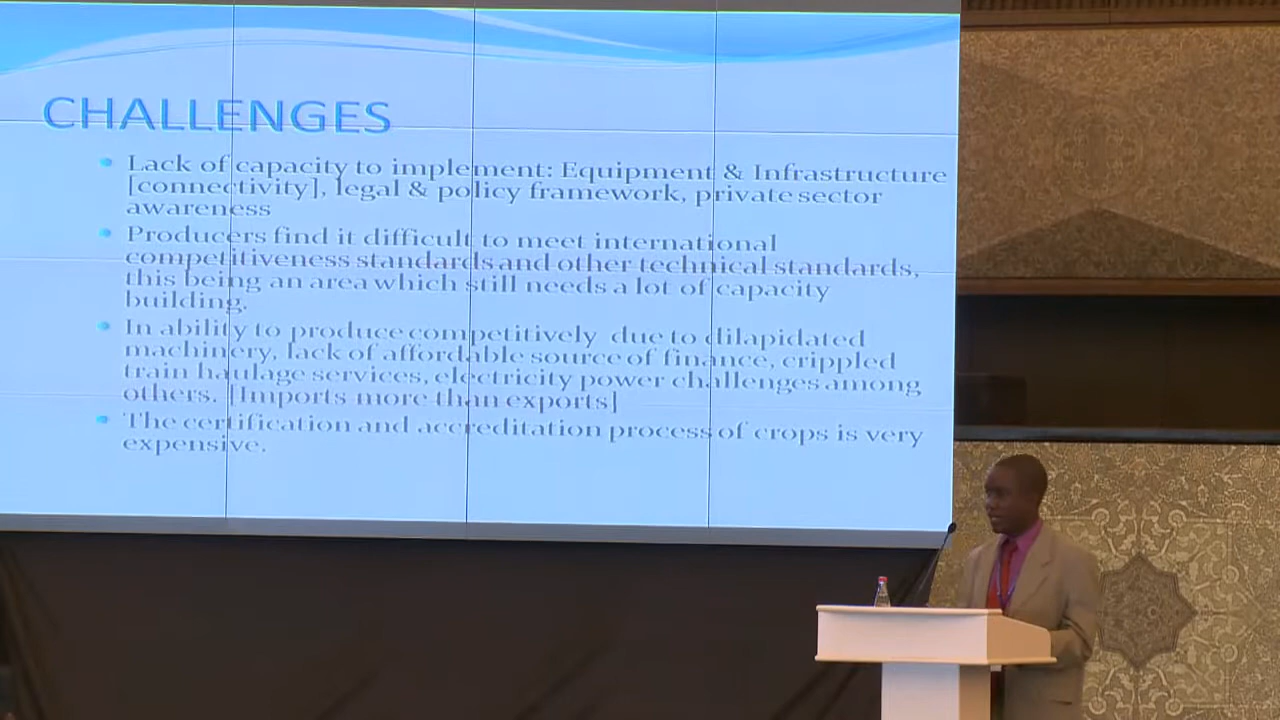 CHALLENGES
Lack of capacity to implement: Equipment & Infrastructure
[connectivity], legal & policy framework, private sector
awareness
Producers find it difficult to meet international
competitiveness standards and other technical standards,
this being an area which still needs a lot of capacity
building.
In ability to produce competitively due to dilapidated
machinery, lack of affordable source of finance, crippled
train haulage services, electricity power challenges among
others. [Imports more than exports]
The certification and accreditation process of crops is very
expensive.